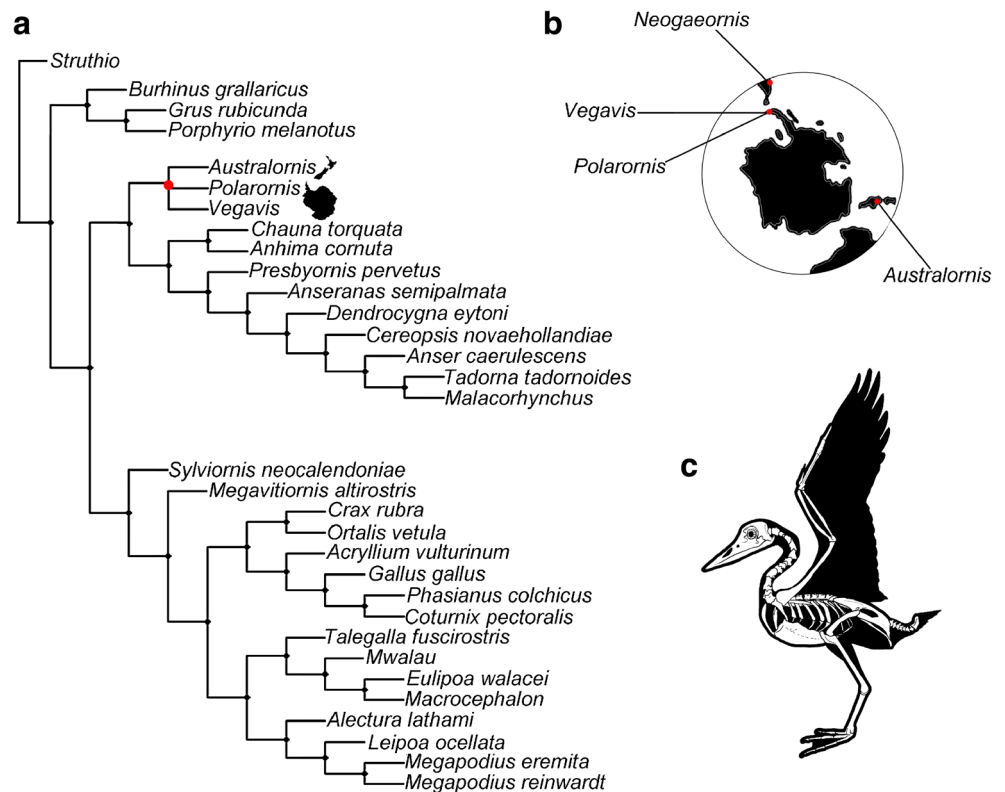 a
Struthio
Burhinus grallaricus
Grus rubicunda
Porphyrio melanotus
Australornis
Polarornis
Vegavis
Chauna torquata
Anhima cornuta
Presbyornis pervetus
Anseranas semipalmata
Dendrocygna eytoni
Cereopsis novaehollandiae
Anser caerulescens
Tadorna tadornoides
Malacorhynchus
Sylviornis neocalendoniae
Megavitiornis altirostris
Crax rubra
Ortalis vetula
Acryllium vulturinum
Gallus gallus
Phasianus colchicus
Coturnix pectoralis
Talegalla fuscirostris
Mwalau
Eulipoa walacei
Macrocephalon
Alectura lathami
Leipoa ocellata
Megapodius eremita
Megapodius reinwardt
b
Neogaeornis
Vegavis
Polarornis
Australornis
c